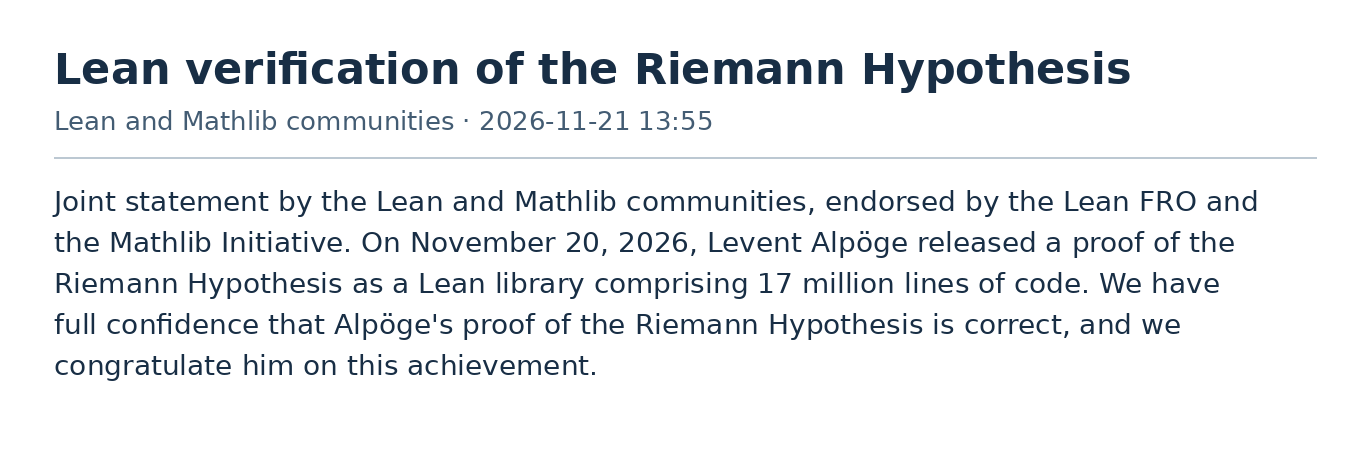 Lean verification of the Riemann Hypothesis
Lean and Mathlib communities · 2026-11-21 13:55
Joint statement by the Lean and Mathlib communities, endorsed by the Lean FRO and
the Mathlib Initiative. On November 20, 2026, Levent Alpöge released a proof of the
Riemann Hypothesis as a Lean library comprising 17 million lines of code. We have
full confidence that Alpöge's proof of the Riemann Hypothesis is correct, and we
congratulate him on this achievement.